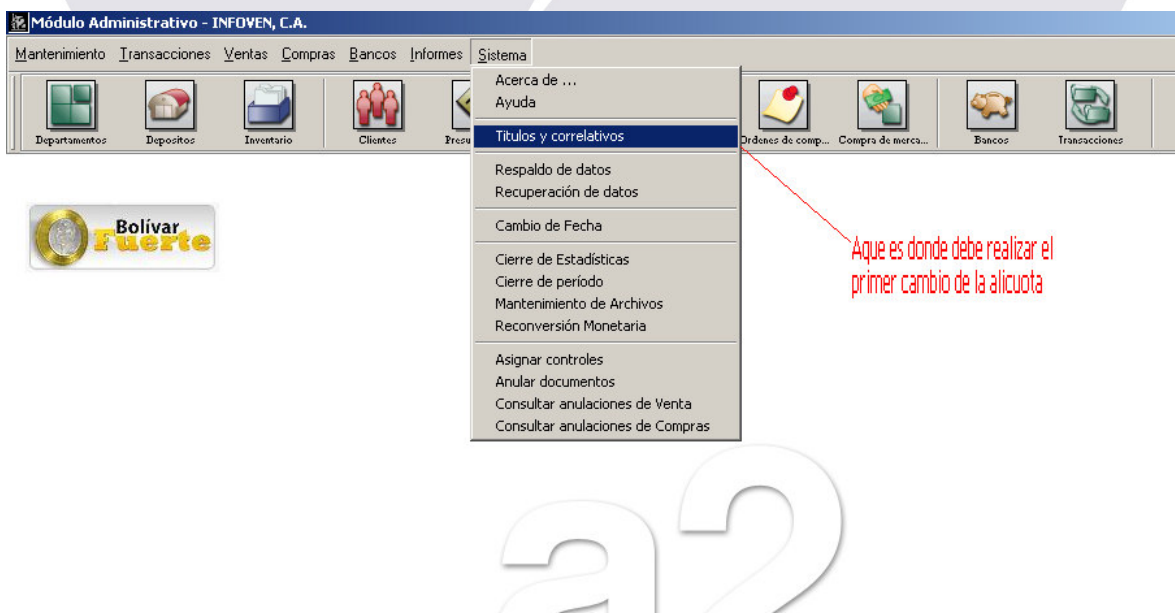 Módulo Administrativo - INFOVEN, C.A.
Mantenimiento Transacciones Ventas Compras Bancos Informes Sistema
Departamentos Depositos Inventario Clientes Ordenes de comp... Compra de merca... Bancos Transacciones
Acerca de ...
Ayuda
Titulos y correlativos
Respaldo de datos
Recuperación de datos
Cambio de Fecha
Cierre de Estadísticas
Cierre de período
Mantenimiento de Archivos
Reconversión Monetaria
Asignar controles
Anular documentos
Consultar anulaciones de Venta
Consultar anulaciones de Compras
Bolívar
Fuerte
Aque es donde debe realizar el
primer cambio de la alicuota
a2